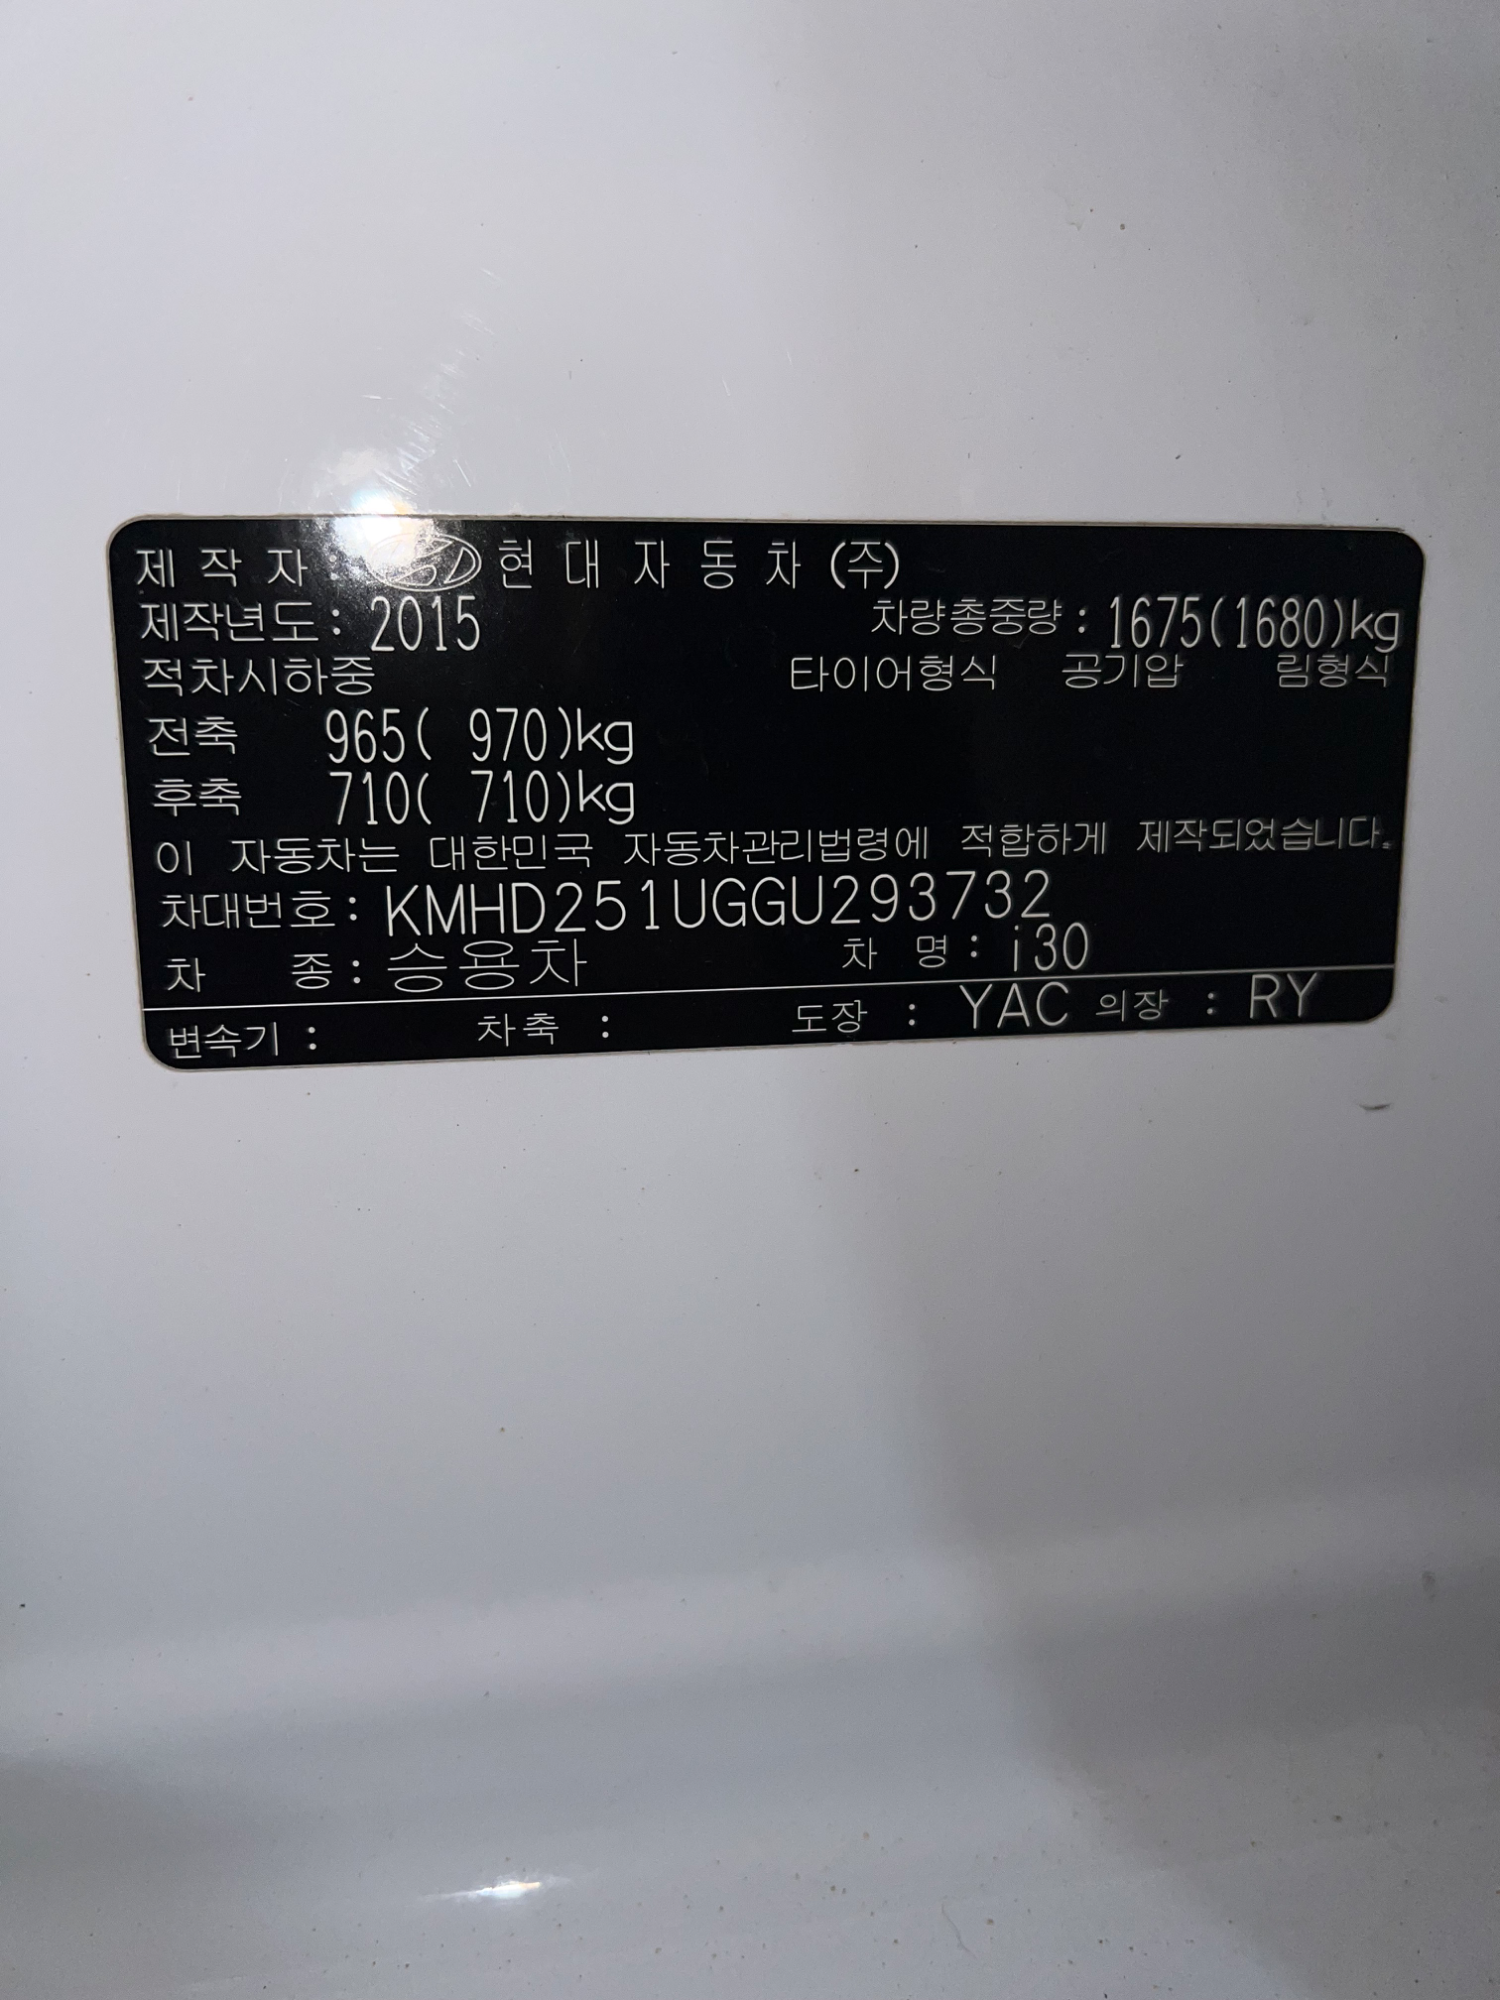 제 작 자 : 현 대 자 동 차 (주)
제작년도 : 2015 차량총중량 : 1675(1680)kg
적차시하중 타이어형식 공기압 림형식
전축 965( 970)kg
후축 710( 710)kg
이 자동차는 대한민국 자동차관리법령에 적합하게 제작되었습니다.
차대번호 : KMHD251UGGU293732
차 종 : 승용차 차 명 : i30
변속기 : 차축 : 도장 : YAC 의장 : RY